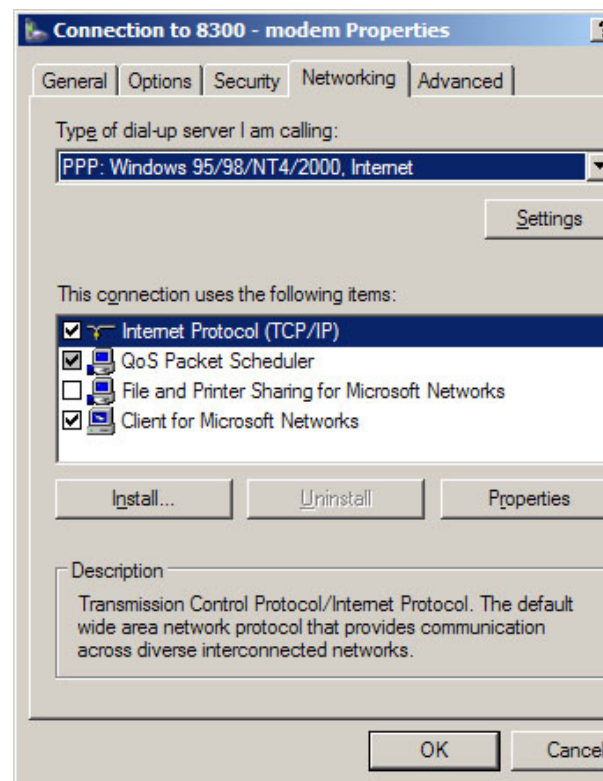 Connection to 8300 - modem Properties
?
General Options Security Networking Advanced
Type of dial-up server I am calling:
PPP: Windows 95/98/NT4/2000, Internet
Settings
This connection uses the following items:
Internet Protocol (TCP/IP)
QoS Packet Scheduler
File and Printer Sharing for Microsoft Networks
Client for Microsoft Networks
Install... Uninstall Properties
Description
Transmission Control Protocol/Internet Protocol. The default
wide area network protocol that provides communication
across diverse interconnected networks.
OK Cancel